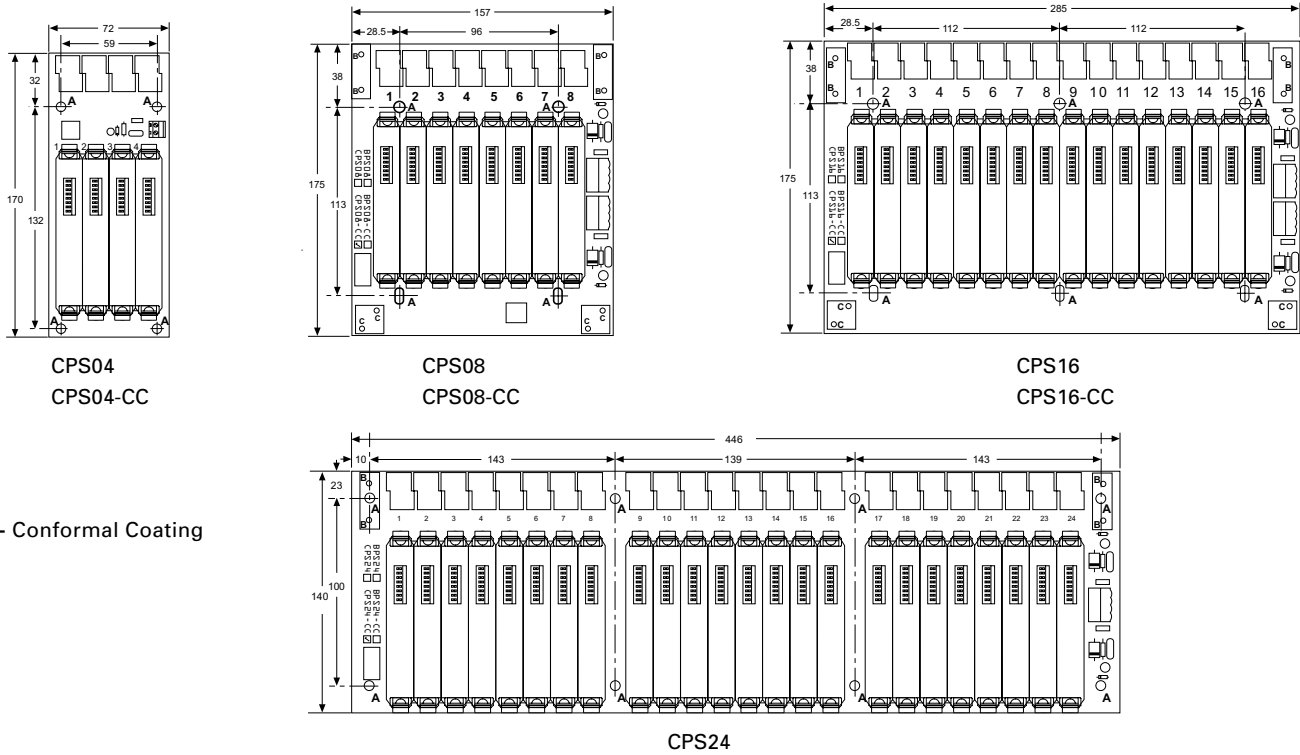 72
59
32
A A
1 2 3 4
170
132
A A
CPS04
CPS04-CC
157
28.5 96
B B
38
B B
1 2 3 4 5 6 7 8
A A
175
113
BPS08 BPS08-CC
CPS08 CPS08-CC
A A
C C
C C
CPS08
CPS08-CC
285
28.5 112 112
B B
38
B B
1 2 3 4 5 6 7 8 9 10 11 12 13 14 15 16
A A A
175
113
BPS16 BPS16-CC
CPS16 CPS16-CC
A A A
C C
C C
CPS16
CPS16-CC
446
10 143 139 143
23
B B
A A A A
B B
1 2 3 4 5 6 7 8 9 10 11 12 13 14 15 16 17 18 19 20 21 22 23 24
- Conformal Coating
140
100
BPS24 BPS24-CC
CPS24 CPS24-CC
A A A A
CPS24